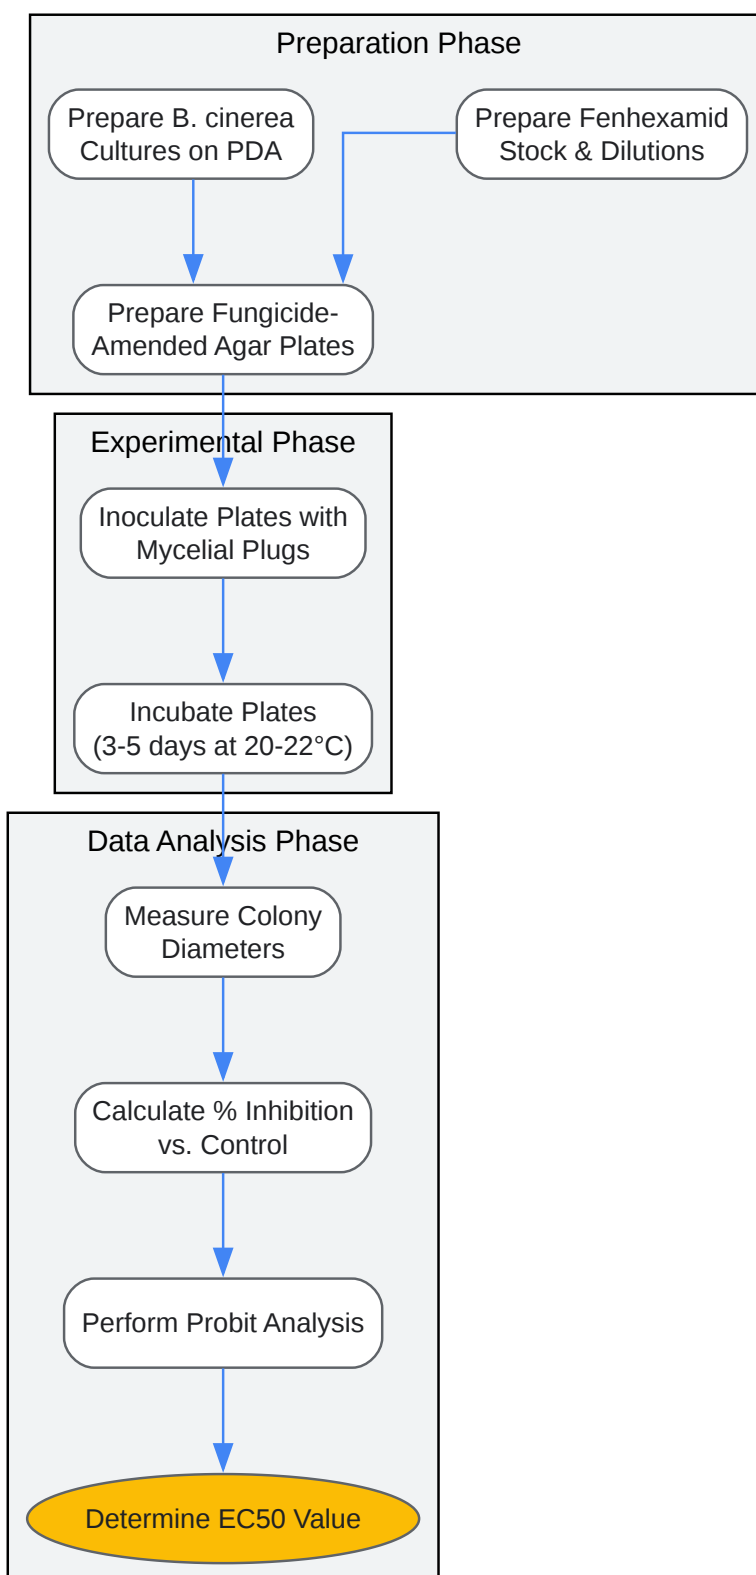 Preparation Phase
Prepare B. cinerea
Cultures on PDA
Prepare Fenhexamid
Stock & Dilutions
Prepare Fungicide-
Amended Agar Plates
Experimental Phase
Inoculate Plates with
Mycelial Plugs
Incubate Plates
(3-5 days at 20-22°C)
Data Analysis Phase
Measure Colony
Diameters
Calculate % Inhibition
vs. Control
Perform Probit Analysis
Determine EC50 Value